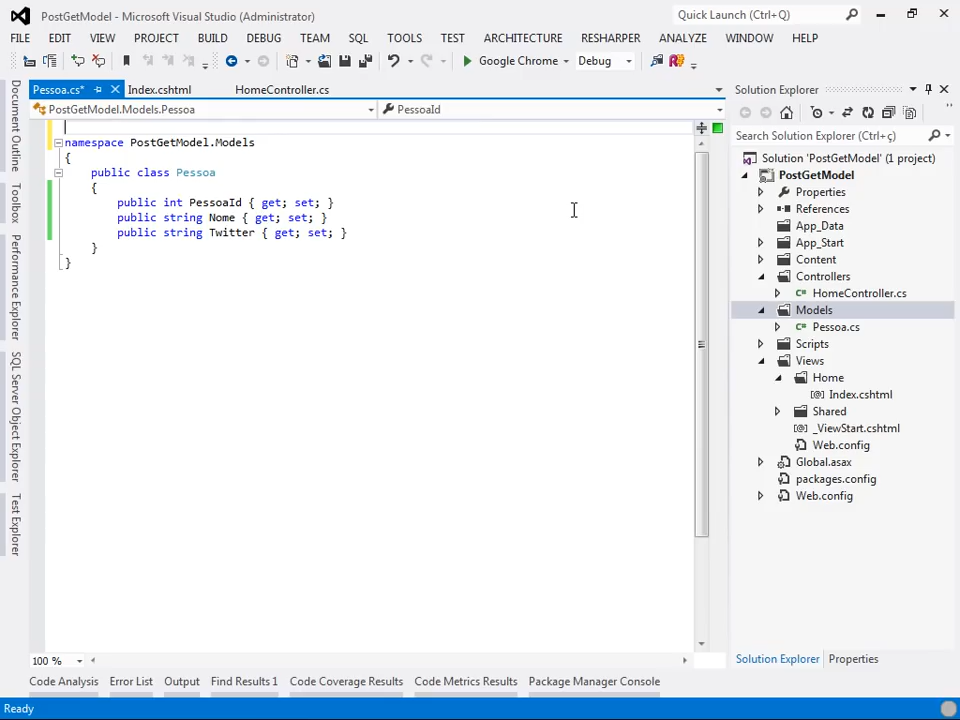 PostGetModel - Microsoft Visual Studio (Administrator)
Quick Launch (Ctrl+Q)
FILE EDIT VIEW PROJECT BUILD DEBUG TEAM SQL TOOLS TEST ARCHITECTURE RESHARPER ANALYZE WINDOW HELP
Google Chrome Debug
Document Outline
Toolbox
Performance Explorer
SQL Server Object Explorer
Test Explorer
Pessoa.cs* Index.cshtml HomeController.cs
PostGetModel.Models.Pessoa PessoaId
namespace PostGetModel.Models
{
public class Pessoa
{
public int PessoaId { get; set; }
public string Nome { get; set; }
public string Twitter { get; set; }
}
}
100 %
Solution Explorer
Search Solution Explorer (Ctrl+ç)
Solution 'PostGetModel' (1 project)
PostGetModel
Properties
References
App_Data
App_Start
Content
Controllers
HomeController.cs
Models
Pessoa.cs
Scripts
Views
Home
Index.cshtml
Shared
_ViewStart.cshtml
Web.config
Global.asax
packages.config
Web.config
Solution Explorer Properties
Code Analysis Error List Output Find Results 1 Code Coverage Results Code Metrics Results Package Manager Console
Ready